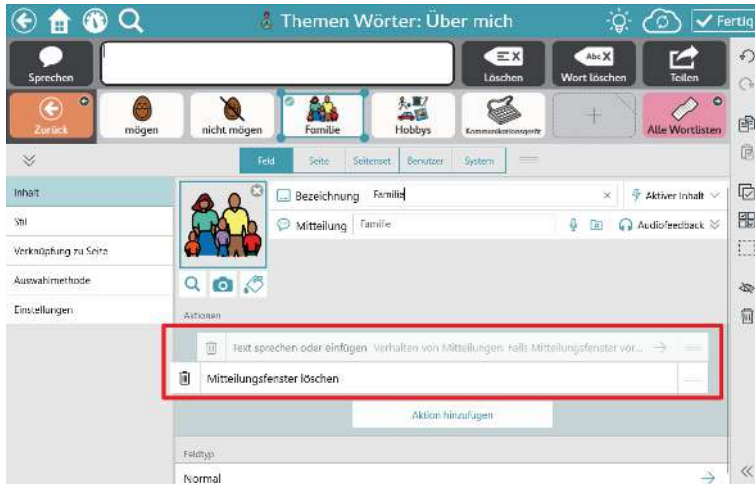 Themen Wörter: Über mich
Fertig
Sprechen
Löschen
Abc
Wort löschen
Teilen
Zurück
mögen
nicht mögen
Familie
Hobbys
Kommunikationsgeräte
Alle Wortlisten
Feld
Seite
Seitenset
Benutzer
System
Inhalt
Bezeichnung
Familie
Aktiver Inhalt
Stil
Mitteilung
Familie
Audiofeedback
Verknüpfung zu Seite
Auswahlmethode
Einstellungen
Aktionen
Text sprechen oder einfügen Verhalten von Mitteilungen: Falls Mitteilungsfenster vor...
Mitteilungsfenster löschen
Aktion hinzufügen
Feldtyp
Normal